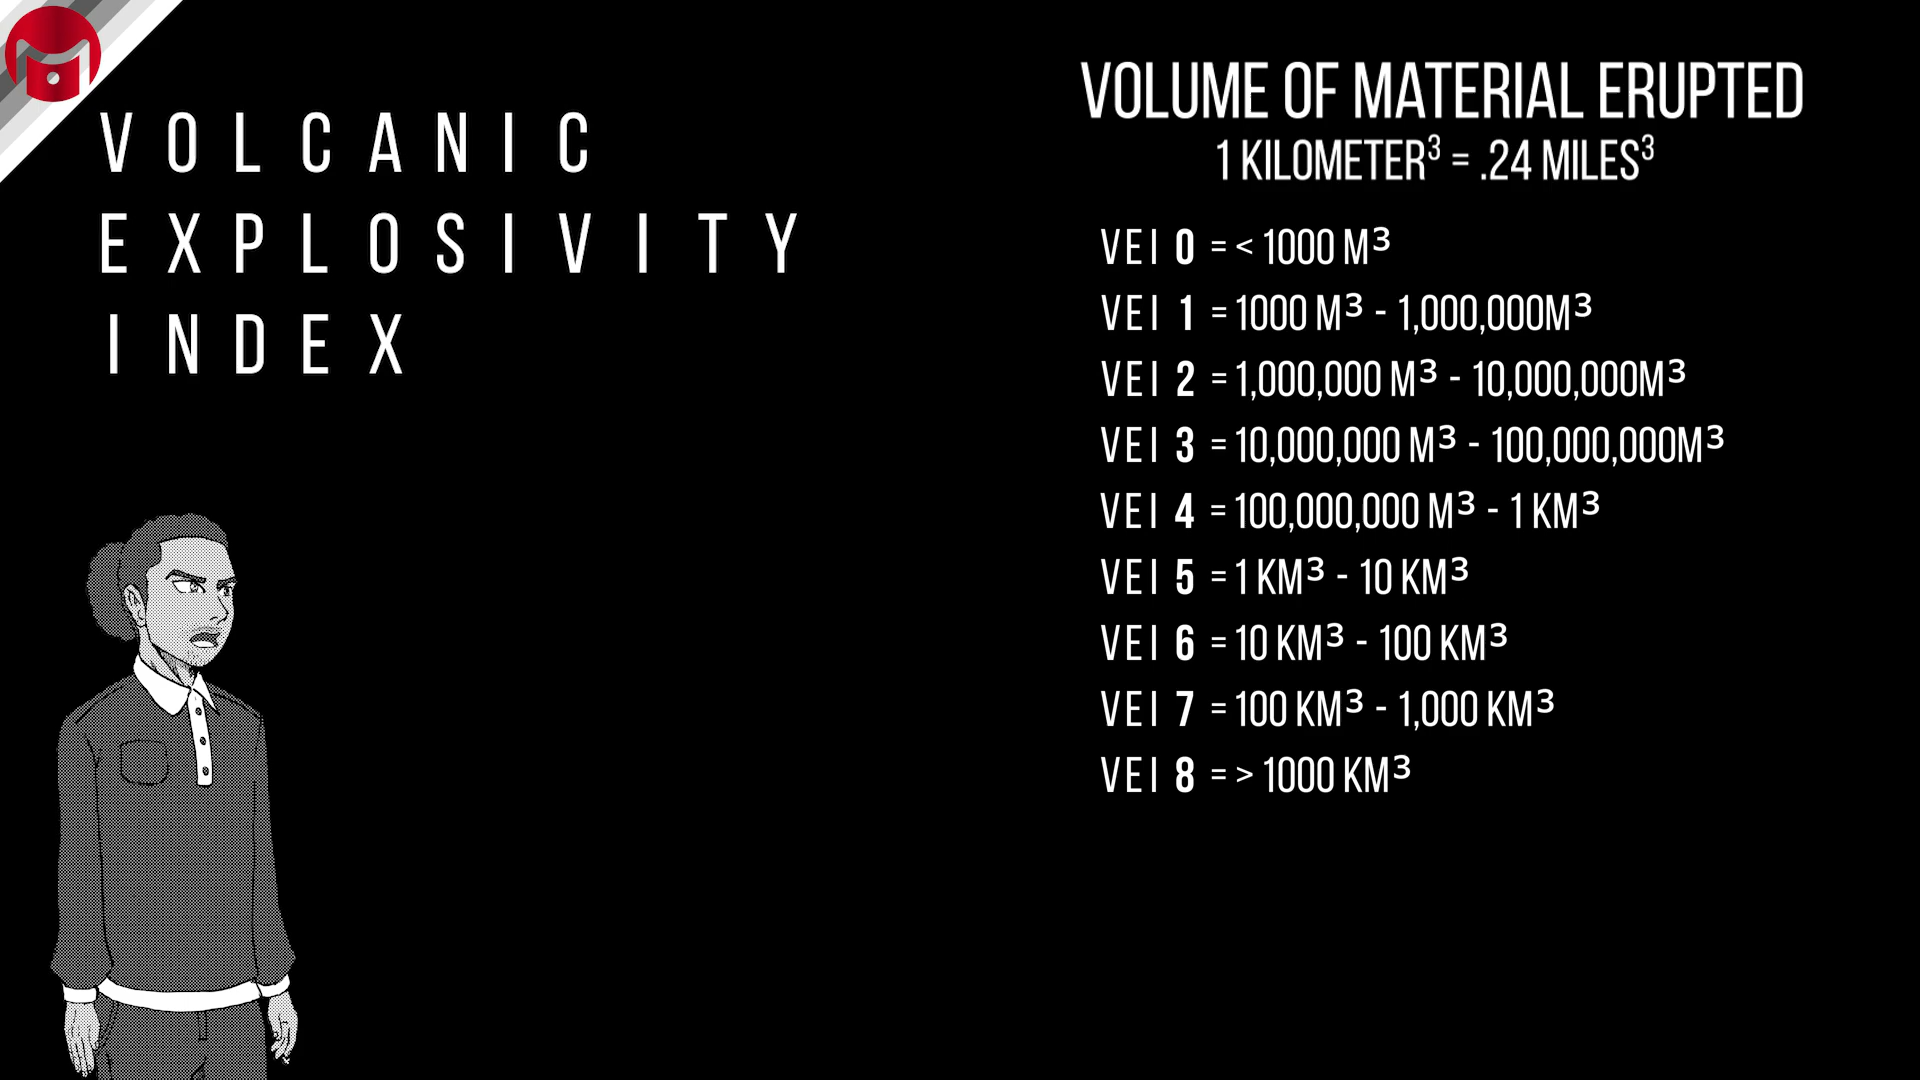 VOLCANIC
EXPLOSIVITY
INDEX
VOLUME OF MATERIAL ERUPTED
1 KILOMETER³ = .24 MILES³
VEI 0 = < 1000 M³
VEI 1 = 1000 M³ - 1,000,000M³
VEI 2 = 1,000,000 M³ - 10,000,000M³
VEI 3 = 10,000,000 M³ - 100,000,000M³
VEI 4 = 100,000,000 M³ - 1 KM³
VEI 5 = 1 KM³ - 10 KM³
VEI 6 = 10 KM³ - 100 KM³
VEI 7 = 100 KM³ - 1,000 KM³
VEI 8 = > 1000 KM³